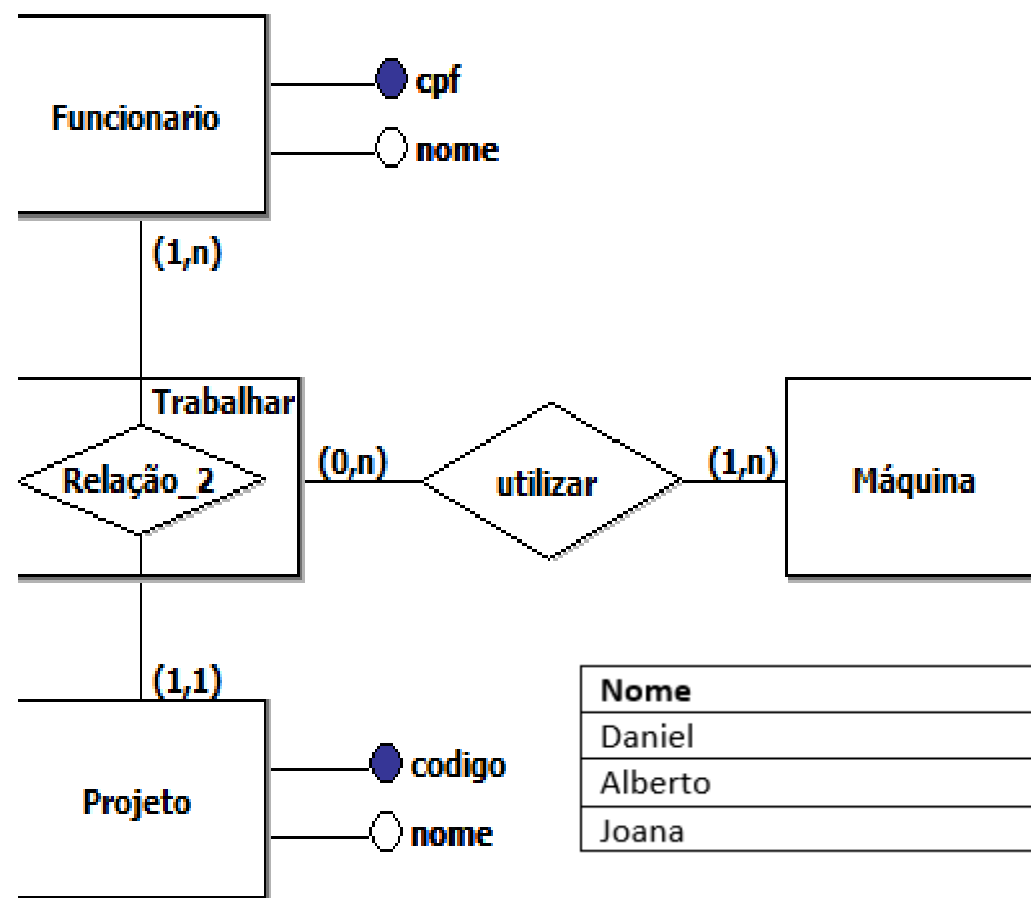 cpf
Funcionario
nome
(1,n)
Trabalhar
Relação_2
(0,n)
utilizar
(1,n)
Máquina
(1,1)
Projeto
codigo
nome
Nome
Daniel
Alberto
Joana